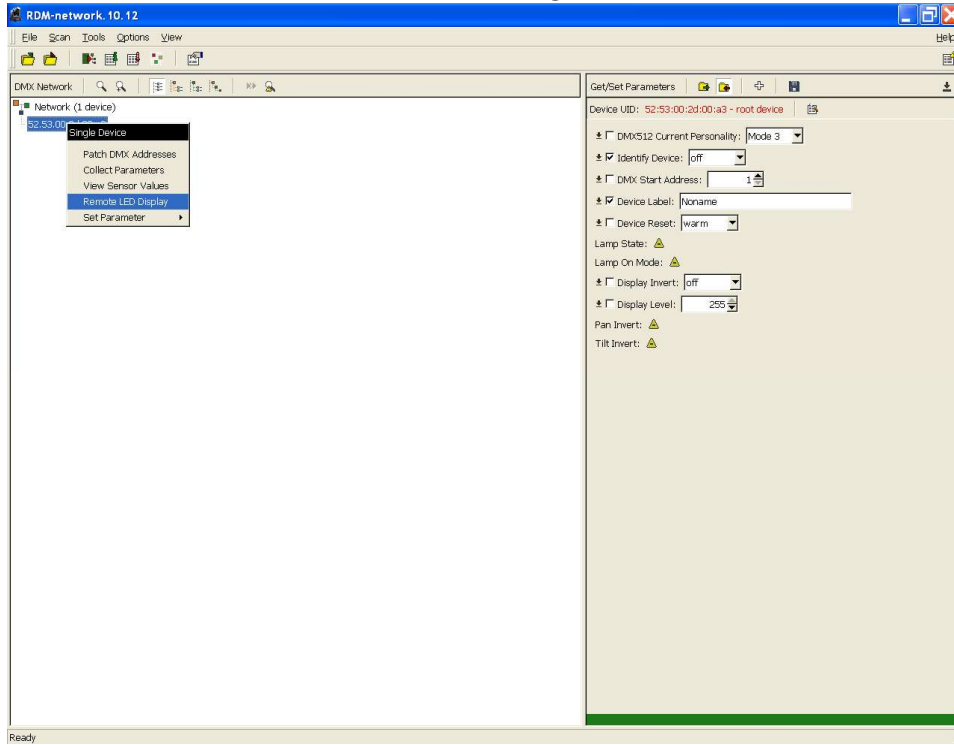 RDM-network. 10. 12
File Scan Tools Options View Help
DMX Network
Network (1 device)
52.53.00
Single Device
Patch DMX Addresses
Collect Parameters
View Sensor Values
Remote LED Display
Set Parameter
Get/Set Parameters
Device UID: 52:53:00:2d:00:a3 - root device
DMX512 Current Personality: Mode 3
Identify Device: off
DMX Start Address: 1
Device Label: Noname
Device Reset: warm
Lamp State:
Lamp On Mode:
Display Invert: off
Display Level: 255
Pan Invert:
Tilt Invert:
Ready